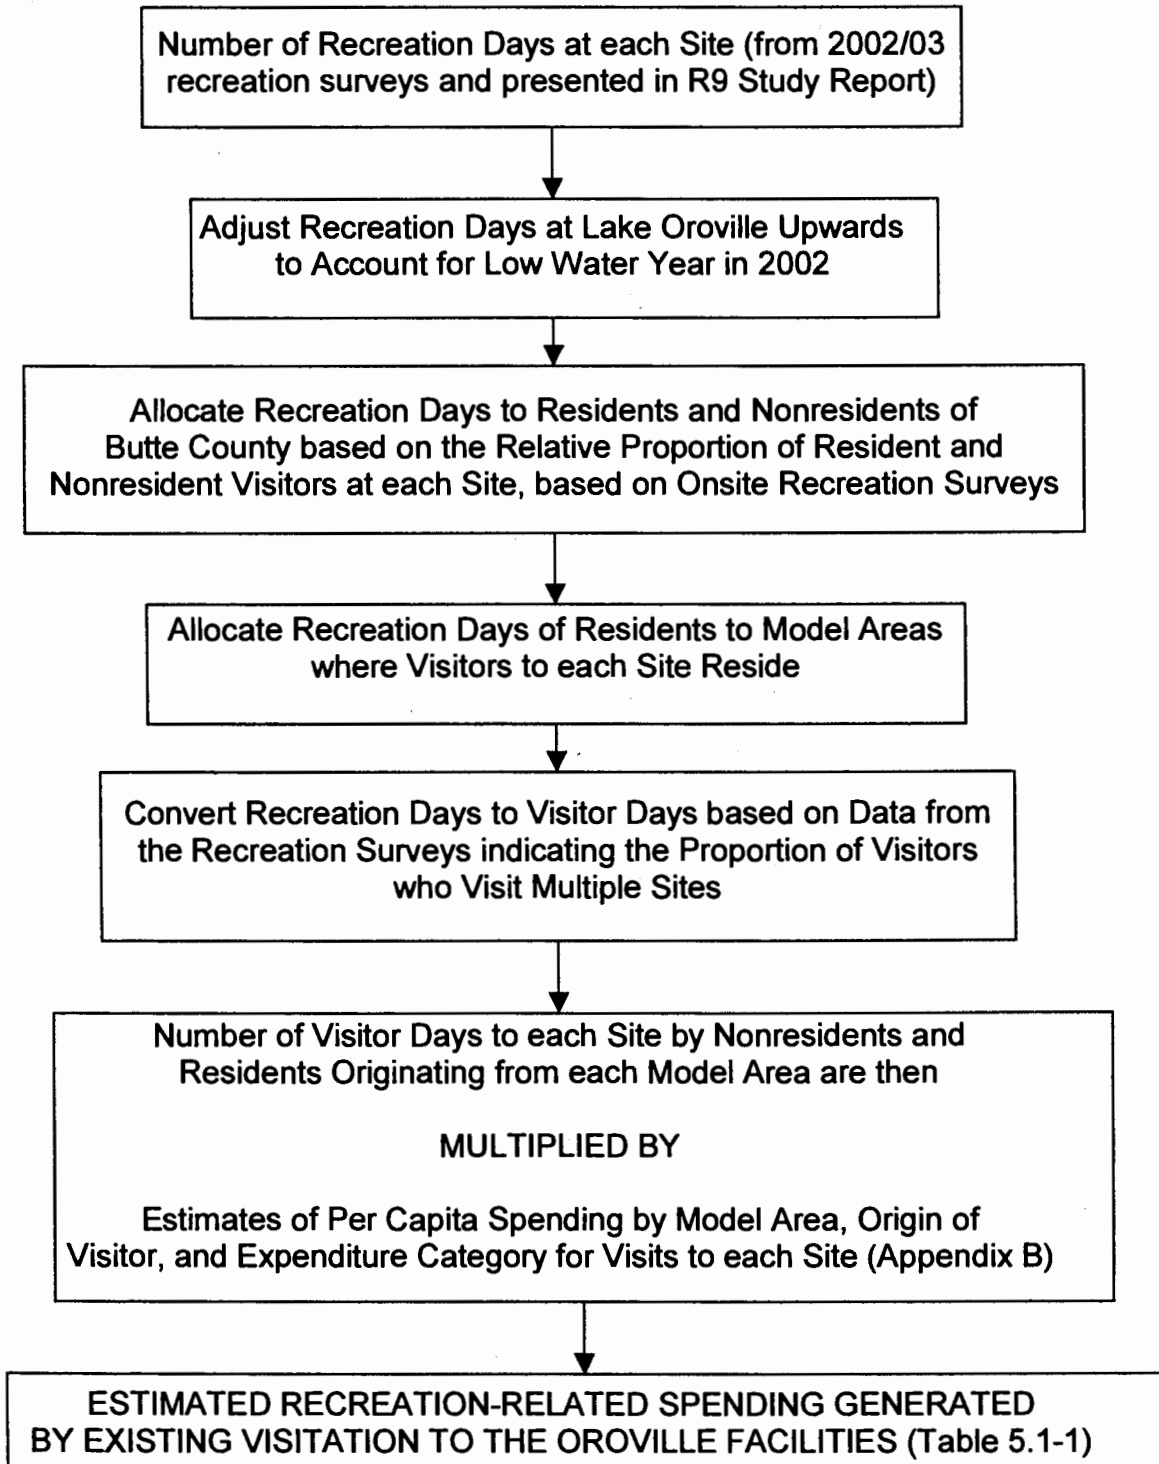 Number of Recreation Days at each Site (from 2002/03
recreation surveys and presented in R9 Study Report)
Adjust Recreation Days at Lake Oroville Upwards
to Account for Low Water Year in 2002
Allocate Recreation Days to Residents and Nonresidents of
Butte County based on the Relative Proportion of Resident and
Nonresident Visitors at each Site, based on Onsite Recreation Surveys
Allocate Recreation Days of Residents to Model Areas
where Visitors to each Site Reside
Convert Recreation Days to Visitor Days based on Data from
the Recreation Surveys indicating the Proportion of Visitors
who Visit Multiple Sites
Number of Visitor Days to each Site by Nonresidents and
Residents Originating from each Model Area are then
MULTIPLIED BY
Estimates of Per Capita Spending by Model Area, Origin of
Visitor, and Expenditure Category for Visits to each Site (Appendix B)
ESTIMATED RECREATION-RELATED SPENDING GENERATED
BY EXISTING VISITATION TO THE OROVILLE FACILITIES (Table 5.1-1)